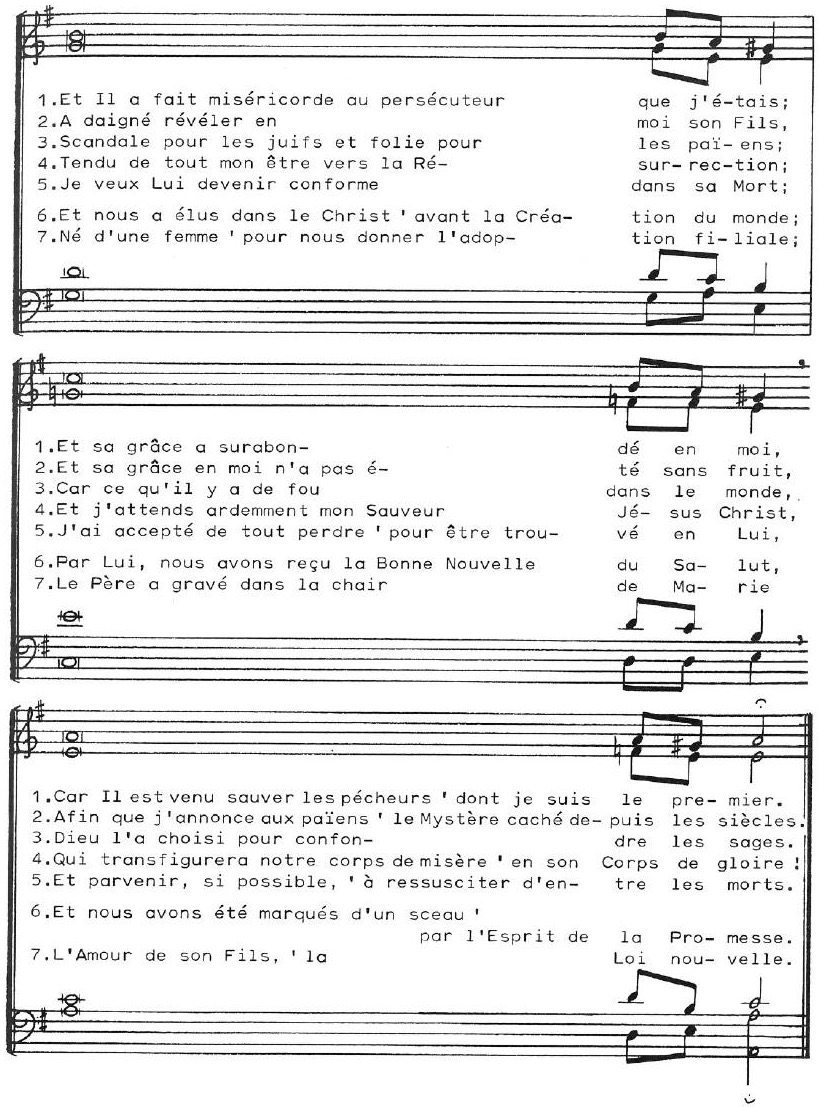 1.Et Il a fait miséricorde au persécuteur que j'é-tais;
2.A daigné révéler en moi son Fils,
3.Scandale pour les juifs et folie pour les paï-ens;
4.Tendu de tout mon être vers la Ré- sur-rec-tion;
5.Je veux Lui devenir conforme dans sa Mort;
6.Et nous a élus dans le Christ ' avant la Créa- tion du monde;
7.Né d'une femme ' pour nous donner l'adop- tion fi-liale;
1.Et sa grâce a surabon- dé en moi,
2.Et sa grâce en moi n'a pas é- té sans fruit,
3.Car ce qu'il y a de fou dans le monde,
4.Et j'attends ardemment mon Sauveur Jé- sus Christ,
5.J'ai accepté de tout perdre ' pour être trou- vé en Lui,
6.Par Lui, nous avons reçu la Bonne Nouvelle du Sa- lut,
7.Le Père a gravé dans la chair de Ma- rie
1.Car Il est venu sauver les pécheurs ' dont je suis le pre- mier.
2.Afin que j'annonce aux païens ' le Mystère caché de- puis les siècles.
3.Dieu l'a choisi pour confon- dre les sages.
4.Qui transfigurera notre corps de misère ' en son Corps de gloire !
5.Et parvenir, si possible, ' à ressusciter d'en- tre les morts.
6.Et nous avons été marqués d'un sceau '
par l'Esprit de la Pro- messe.
7.L'Amour de son Fils, ' la Loi nou- velle.